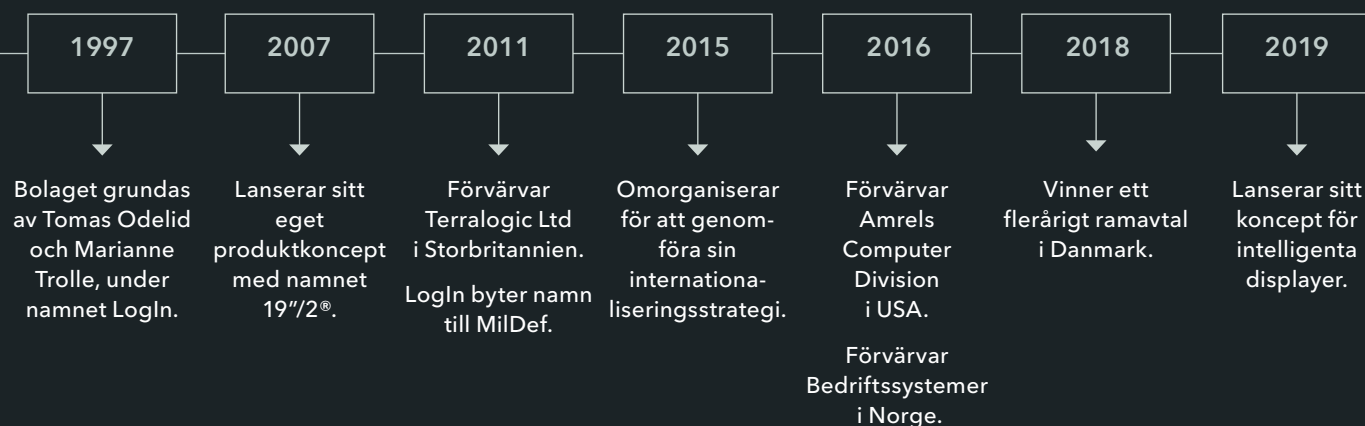 1997
Bolaget grundas
av Tomas Odelid
och Marianne
Trolle, under
namnet LogIn.
2007
Lanserar sitt
eget
produktkoncept
med namnet
19”/2®.
2011
Förvärvar
Terralogic Ltd
i Storbritannien.
LogIn byter namn
till MilDef.
2015
Omorganiserar
för att genom-
föra sin
internationa-
liseringsstrategi.
2016
Förvärvar
Amrels
Computer
Division
i USA.
Förvärvar
Bedriftssystemer
i Norge.
2018
Vinner ett
flerårigt ramavtal
i Danmark.
2019
Lanserar sitt
koncept för
intelligenta
displayer.